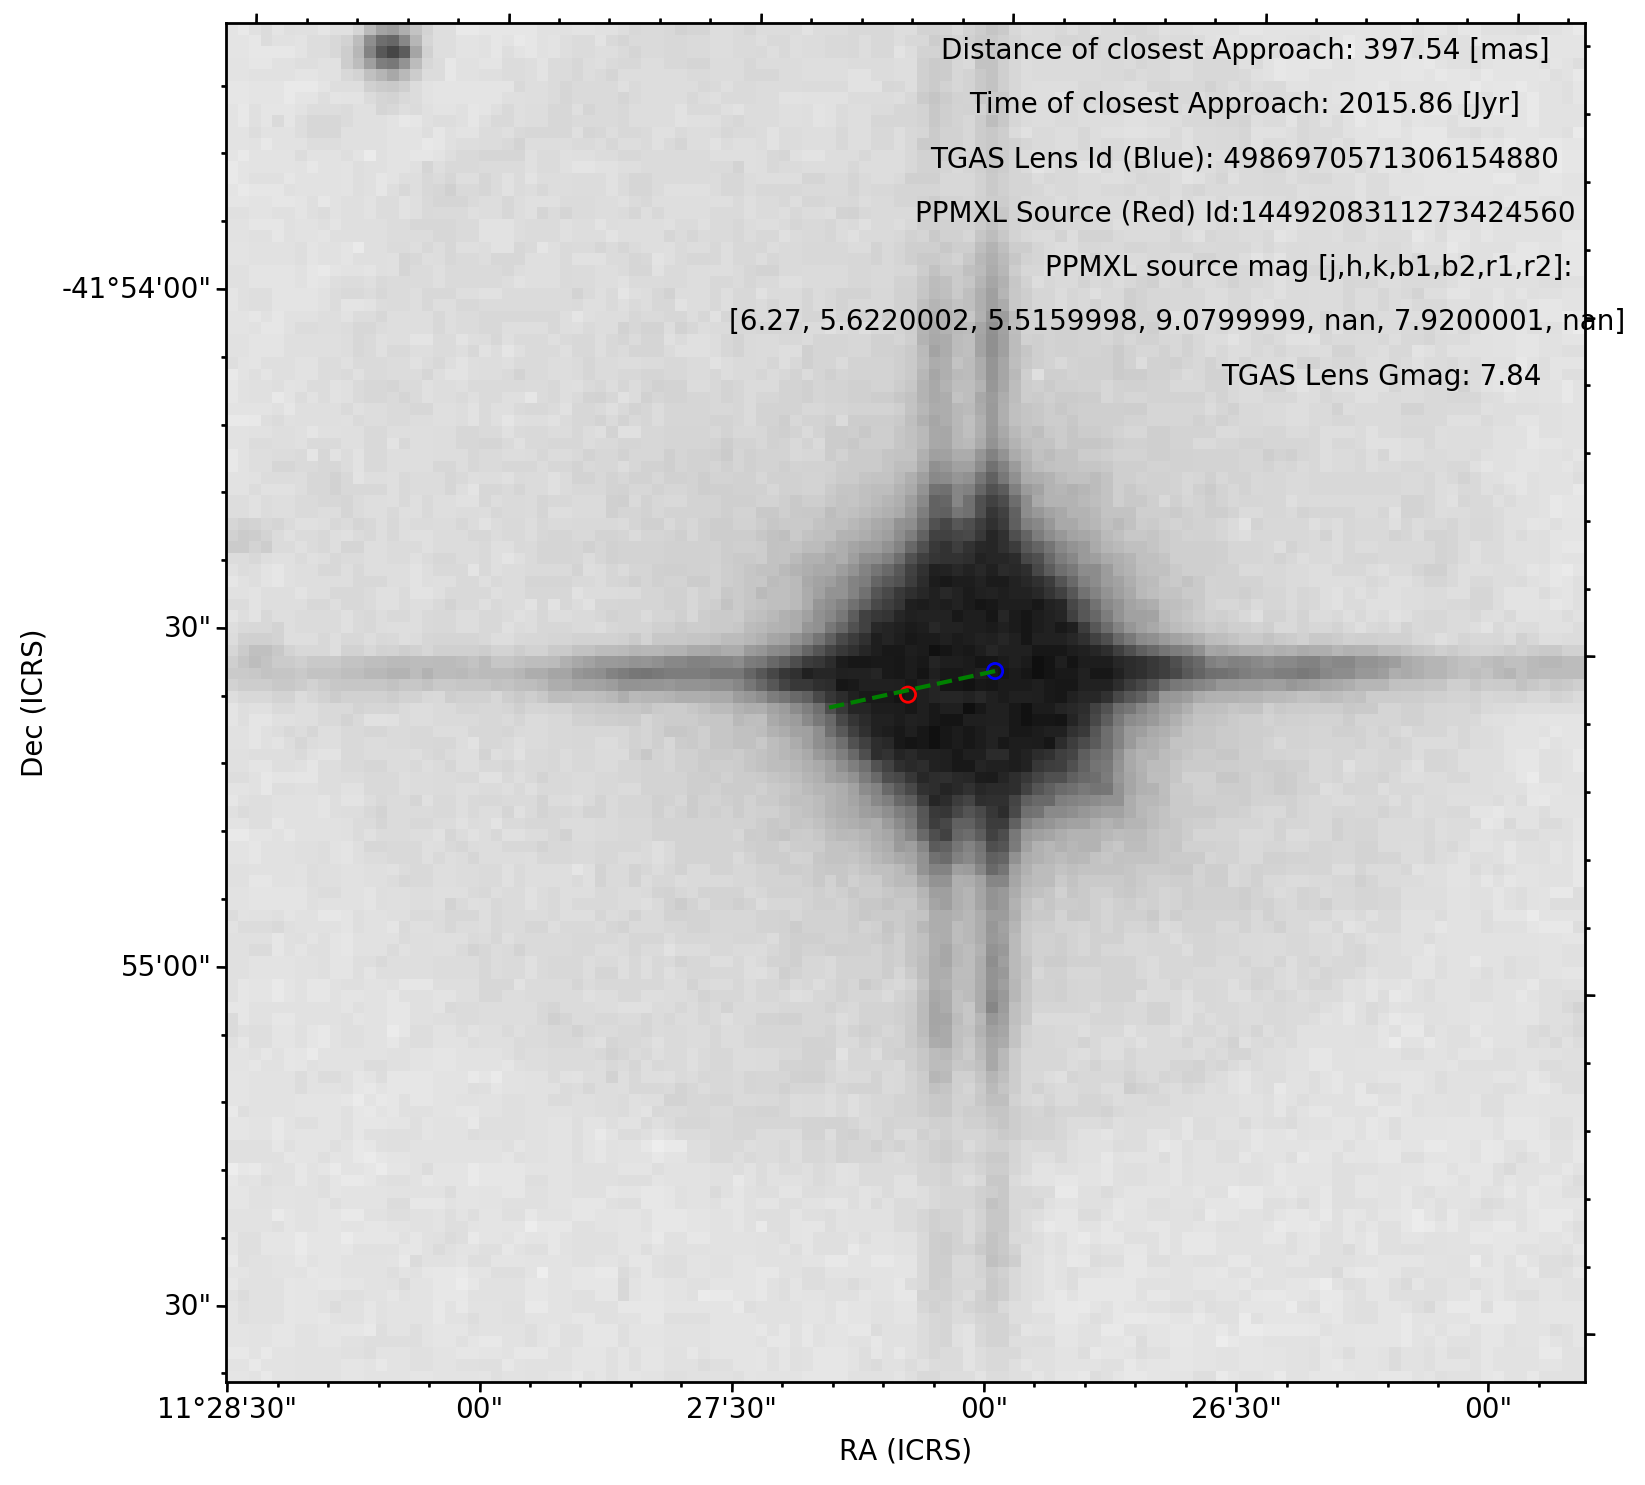 Distance of closest Approach: 397.54 [mas]
Time of closest Approach: 2015.86 [Jyr]
TGAS Lens Id (Blue): 4986970571306154880
PPMXL Source (Red) Id:1449208311273424560
PPMXL source mag [j,h,k,b1,b2,r1,r2]:
[6.27, 5.6220002, 5.5159998, 9.0799999, nan, 7.9200001, nan]
TGAS Lens Gmag: 7.84
-41°54'00"
30"
55'00"
30"
Dec (ICRS)
11°28'30" 00" 27'30" 00" 26'30" 00"
RA (ICRS)